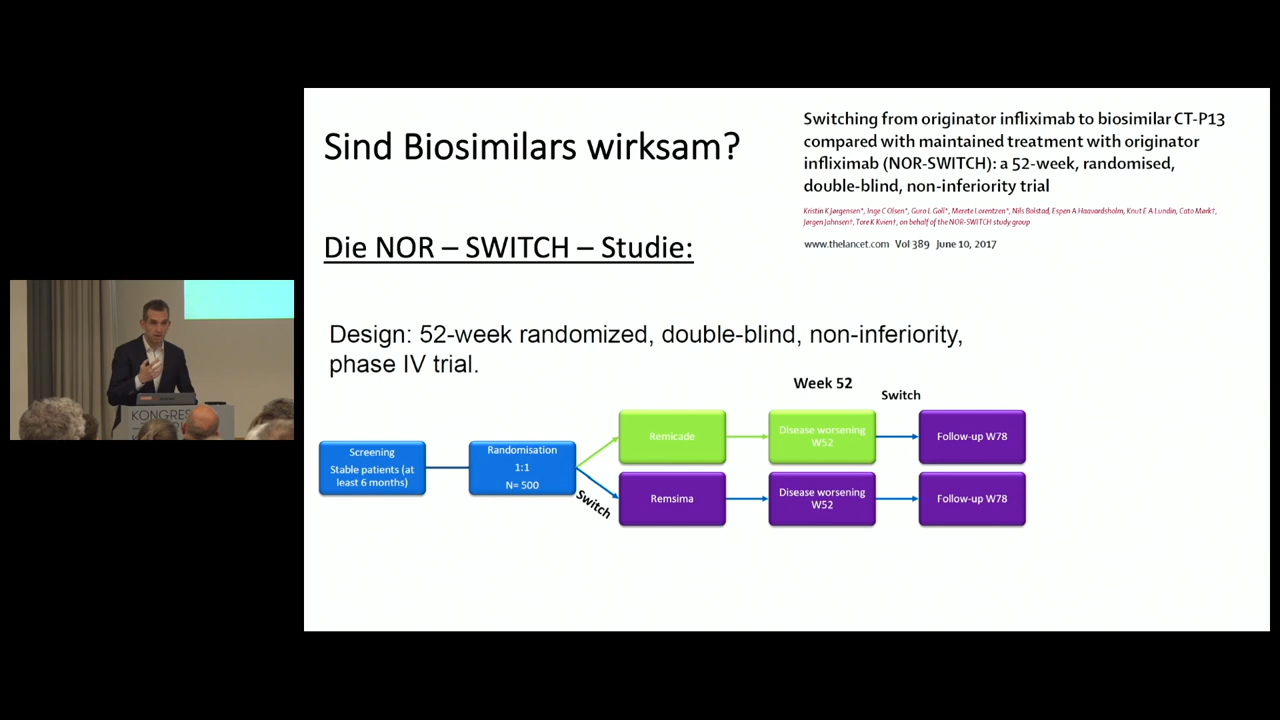 Sind Biosimilars wirksam?
Switching from originator infliximab to biosimilar CT-P13
compared with maintained treatment with originator
infliximab (NOR-SWITCH): a 52-week, randomised,
double-blind, non-inferiority trial
Kristin K Jørgensen*, Inge C Olsen*, Guro L Goll*, Merete Lorentzen*, Nils Bolstad, Espen A Haavardsholm, Knut E A Lundin, Cato Mørk†,
Jørgen Jahnsen†, Tore K Kvien†, on behalf of the NOR-SWITCH study group
www.thelancet.com Vol 389 June 10, 2017
Die NOR – SWITCH – Studie:
Design: 52-week randomized, double-blind, non-inferiority,
phase IV trial.
Week 52
Switch
Screening
Stable patients (at
least 6 months)
Randomisation
1:1
N= 500
Switch
Remicade
Disease worsening
W52
Follow-up W78
Remsima
Disease worsening
W52
Follow-up W78
KONGRES